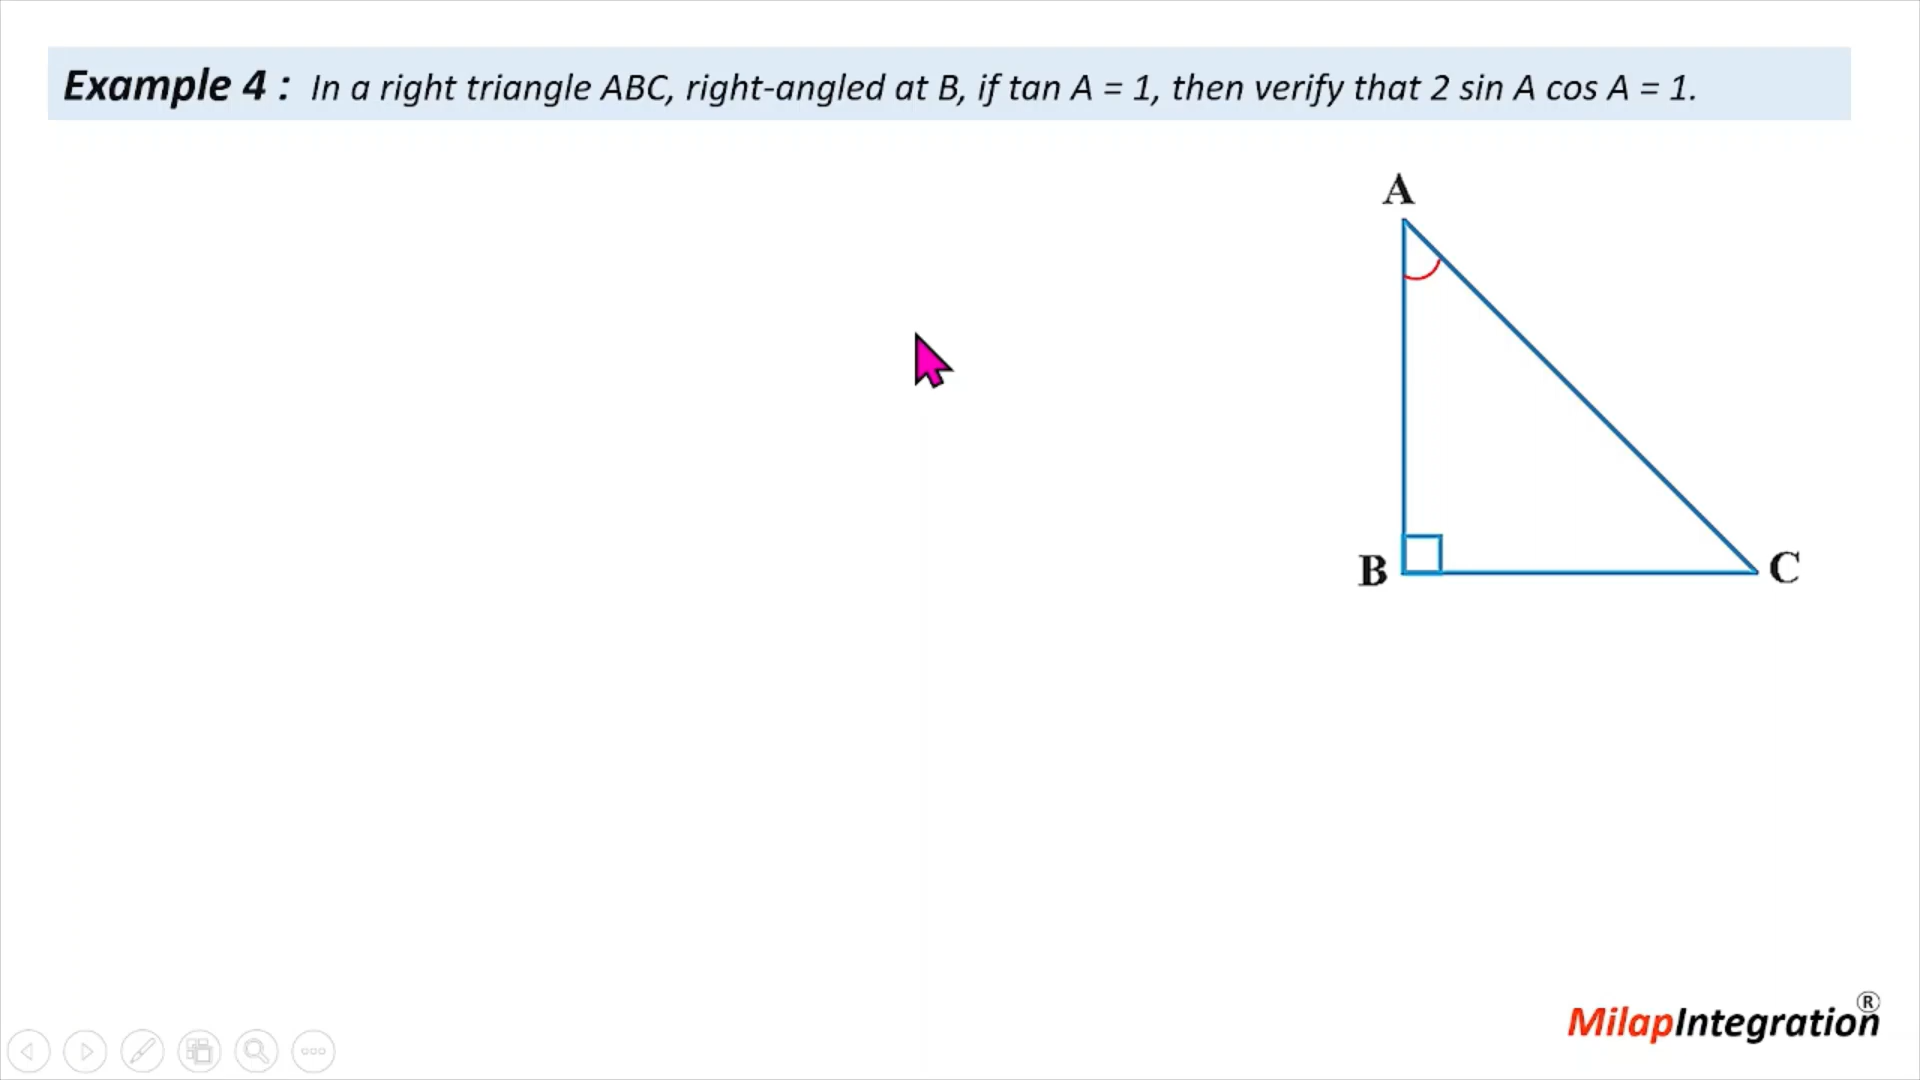 Example 4 : In a right triangle ABC, right-angled at B, if tan A = 1, then verify that 2 sin A cos A = 1.
A
B
C
MilapIntegration®